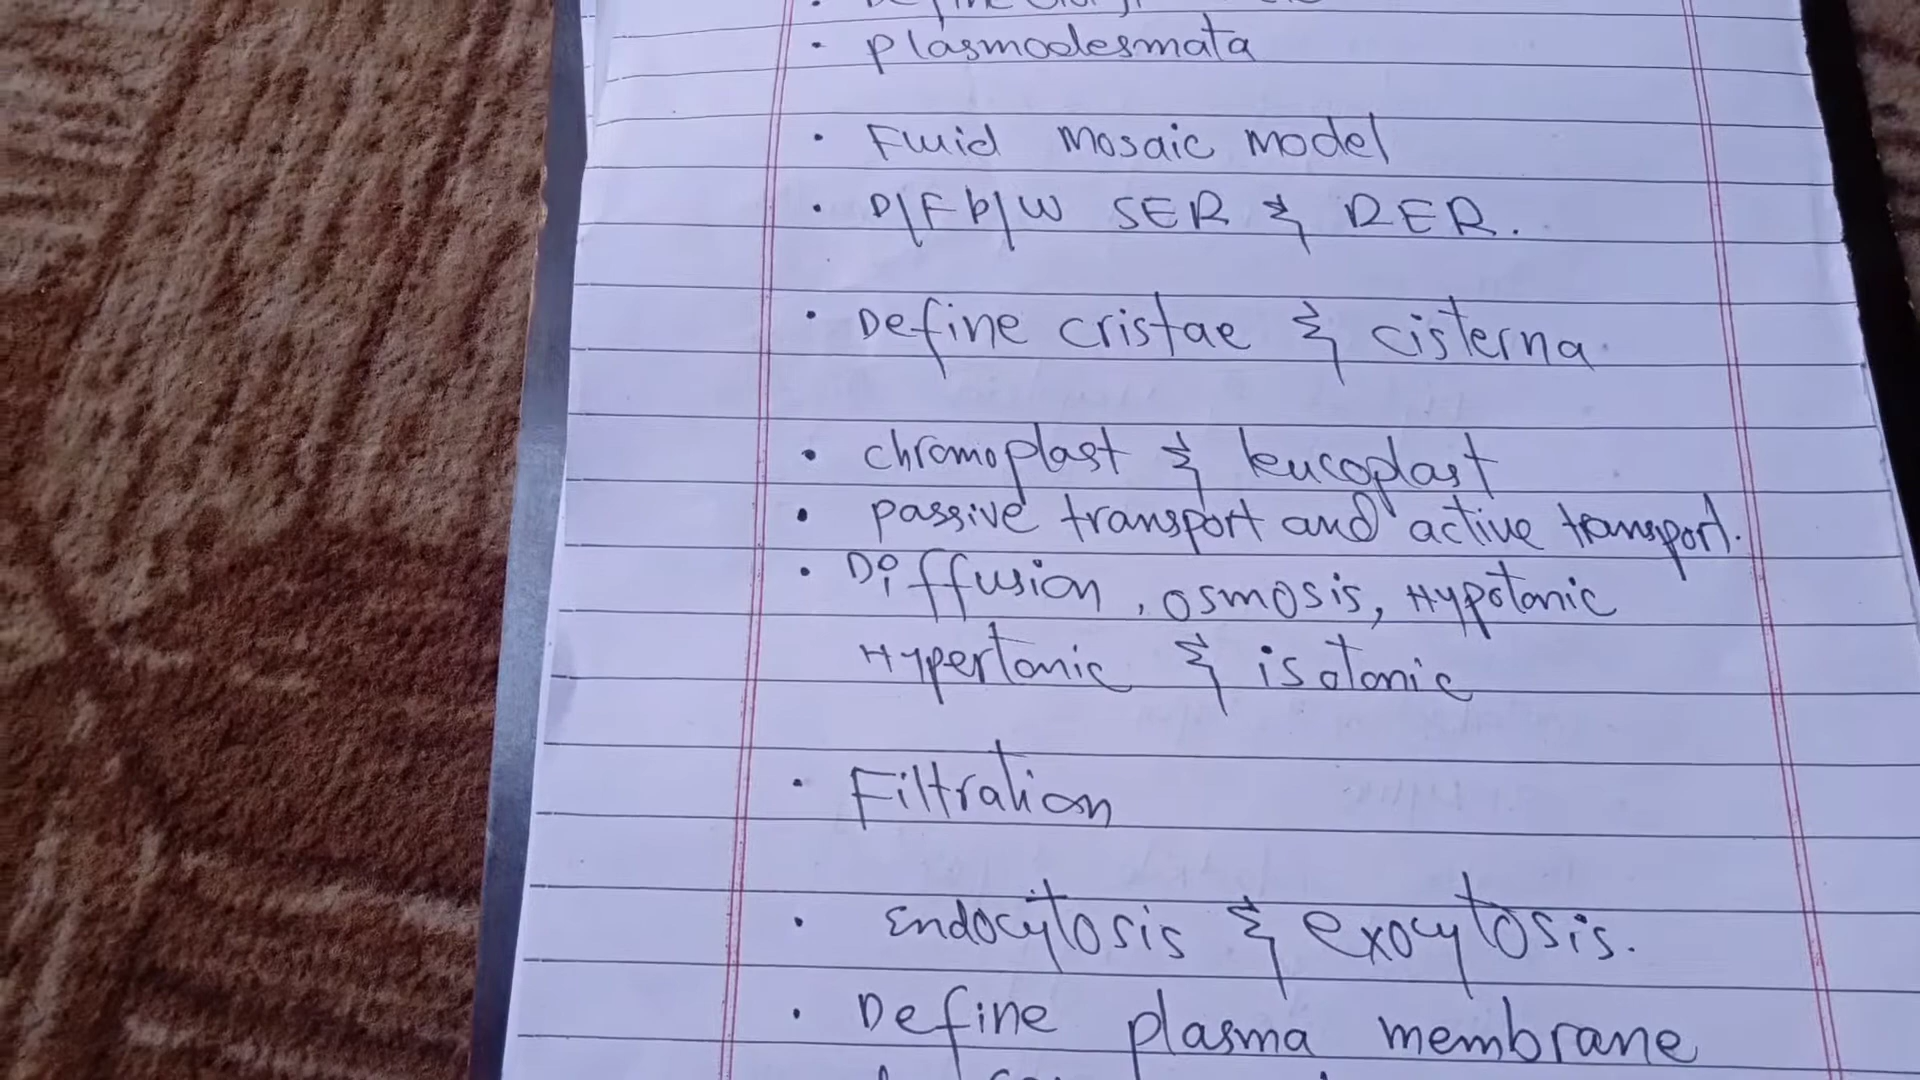 • Define
• plasmodesmata
• Fluid Mosaic model
• D/F b/w SER & RER.
• Define cristae & cisterna.
• chromoplast & leucoplast
• passive transport and active transport.
• Diffusion, osmosis, Hypotonic
Hypertonic & isotonic
• Filtration
• Endocytosis & exocytosis.
• Define plasma membrane